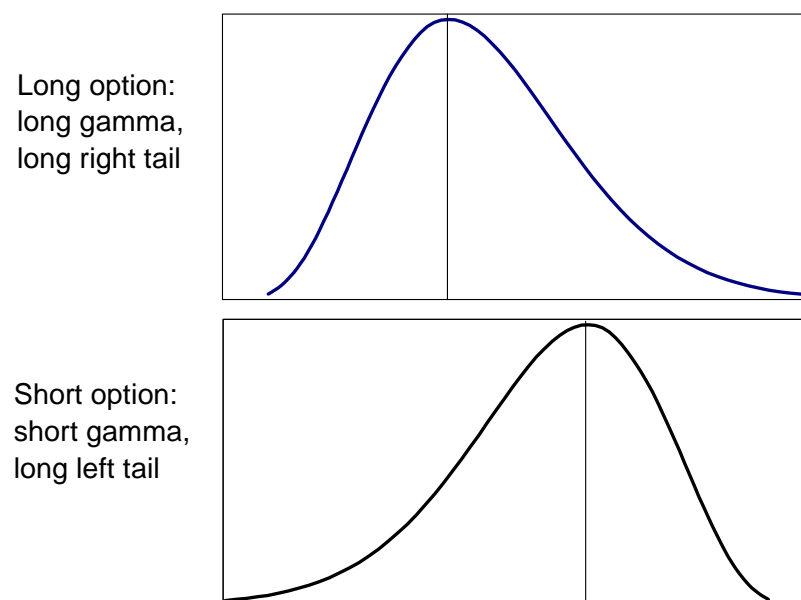 Long option:
long gamma,
long right tail
Short option:
short gamma,
long left tail